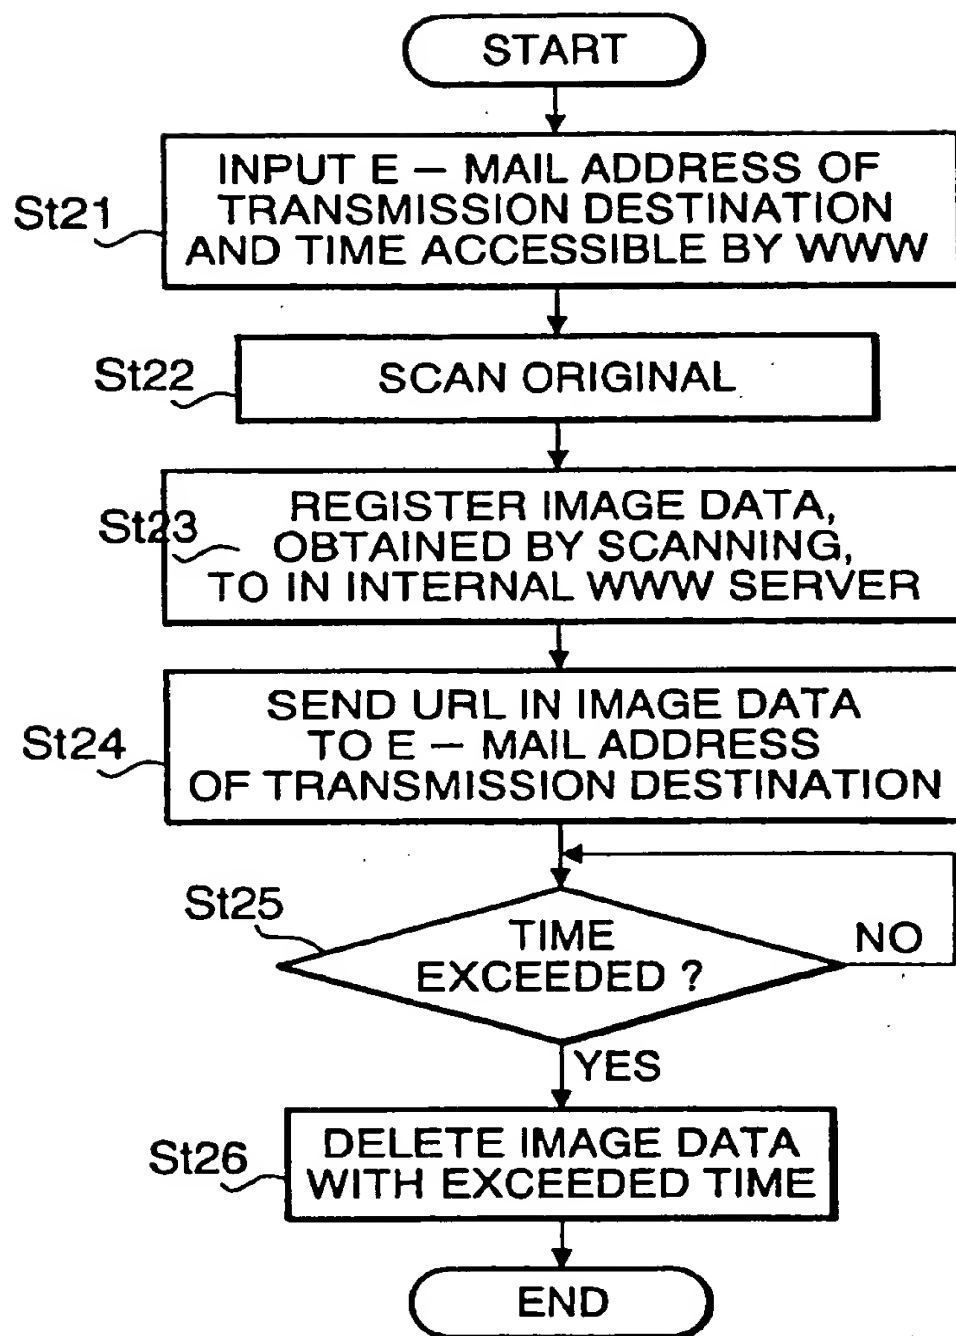 START
St21
INPUT E – MAIL ADDRESS OF
TRANSMISSION DESTINATION
AND TIME ACCESSIBLE BY WWW
St22
SCAN ORIGINAL
St23
REGISTER IMAGE DATA,
OBTAINED BY SCANNING,
TO IN INTERNAL WWW SERVER
St24
SEND URL IN IMAGE DATA
TO E – MAIL ADDRESS
OF TRANSMISSION DESTINATION
St25
TIME
EXCEEDED ?
NO
YES
St26
DELETE IMAGE DATA
WITH EXCEEDED TIME
END